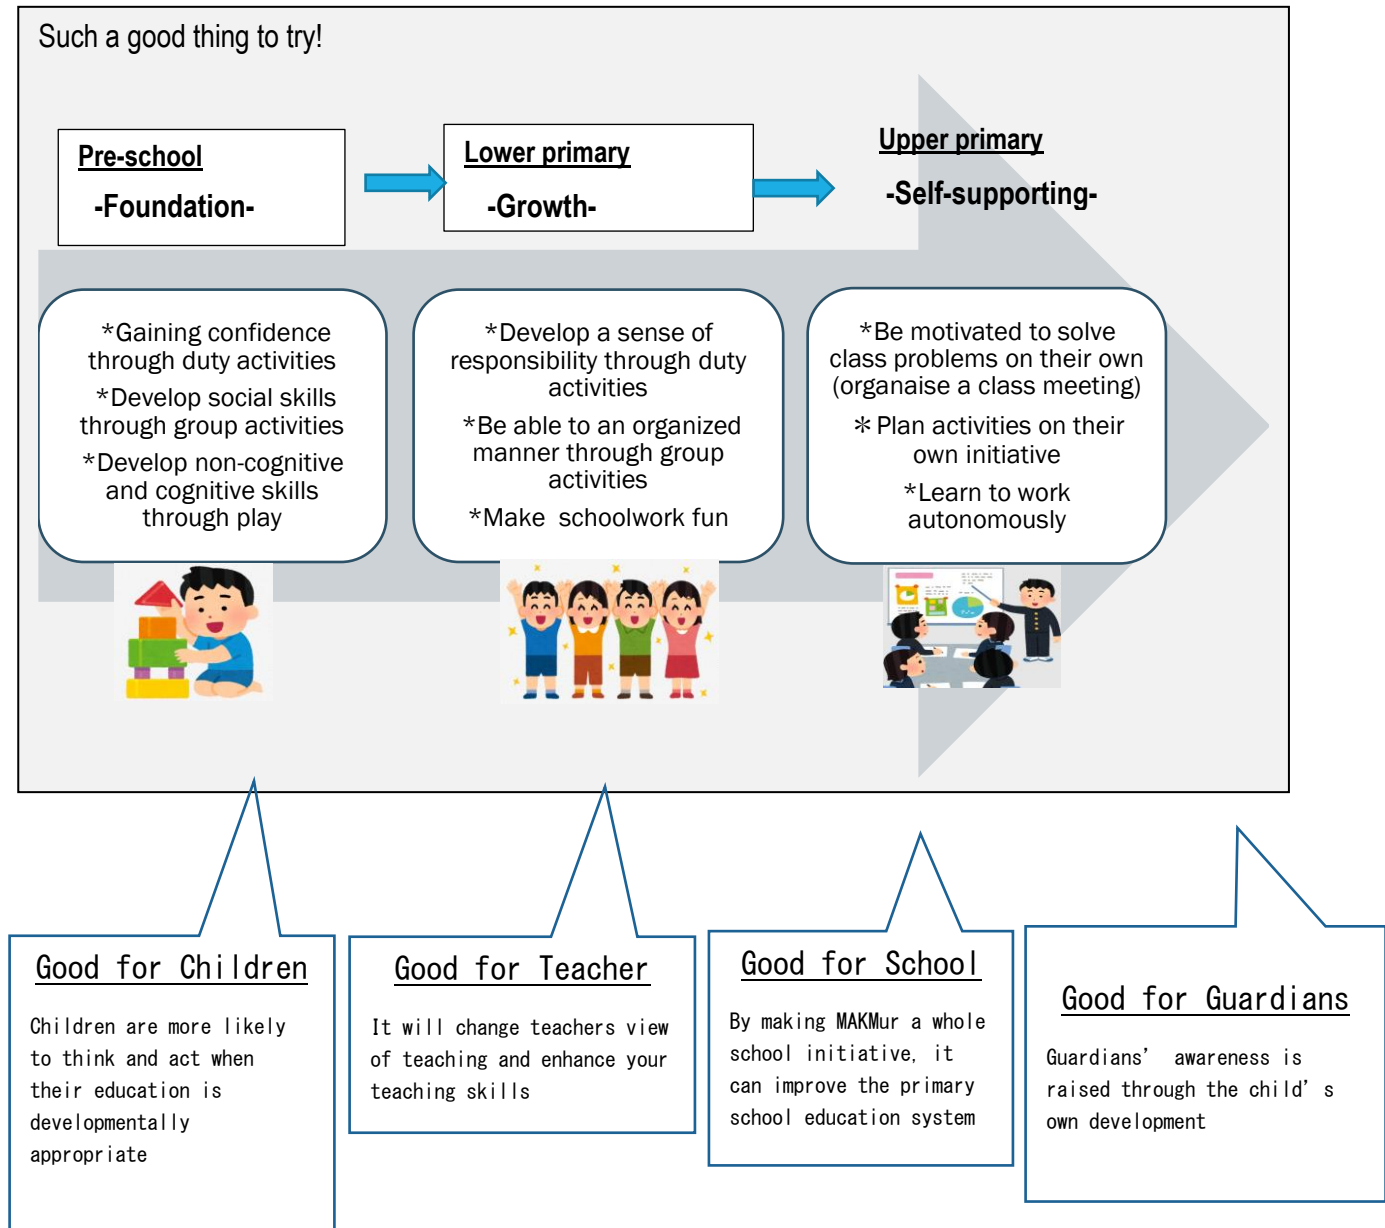 Such a good thing to try!
Pre-school
-Foundation-
Lower primary
-Growth-
Upper primary
-Self-supporting-
*Gaining confidence
through duty activities
*Develop social skills
through group activities
*Develop non-cognitive
and cognitive skills
through play
*Develop a sense of
responsibility through duty
activities
*Be able to an organized
manner through group
activities
*Make schoolwork fun
*Be motivated to solve
class problems on their own
(organaise a class meeting)
＊Plan activities on their
own initiative
*Learn to work
autonomously
Good for Children
Children are more likely
to think and act when
their education is
developmentally
appropriate
Good for Teacher
It will change teachers view
of teaching and enhance your
teaching skills
Good for School
By making MAKMur a whole
school initiative, it
can improve the primary
school education system
Good for Guardians
Guardians’ awareness is
raised through the child’s
own development